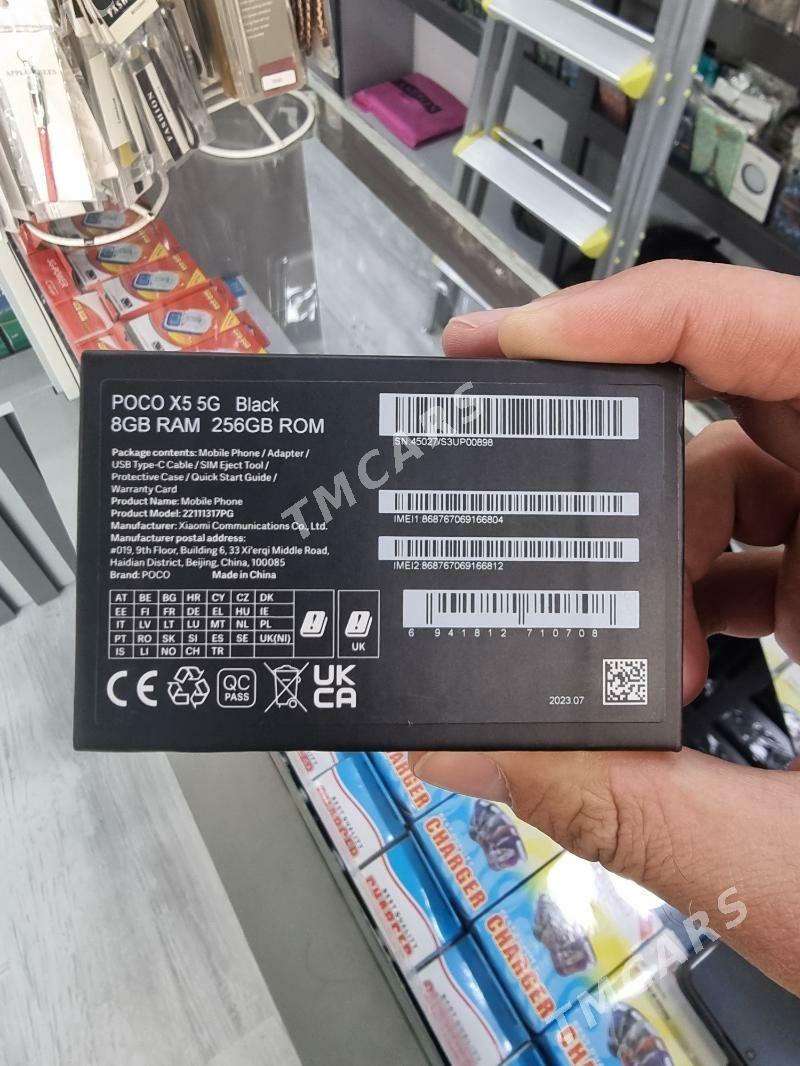 POCO X5 5G Black
8GB RAM 256GB ROM
Package contents: Mobile Phone / Adapter /
USB Type-C Cable / SIM Eject Tool /
Protective Case / Quick Start Guide /
Warranty Card
Product Name: Mobile Phone
Product Model: 22111317PG
Manufacturer: Xiaomi Communications Co., Ltd.
Manufacturer postal address:
#019, 9th Floor, Building 6, 33 Xi'erqi Middle Road,
Haidian District, Beijing, China, 100085
Brand: POCO Made in China
SN:45027/S3UP00898
IMEI1:868767069166804
IMEI2:868767069166812
6 941812 710708
AT BE BG HR CY CZ DK
EE FI FR DE EL HU IE
IT LV LT LU MT NL PL
PT RO SK SI ES SE UK(NI)
IS LI NO CH TR
UK
CE
QC
PASS
UK
CA
2023.07
TMCARS
TMCARS
FASHION
CHARGER
CHARGER
CHARGER
CHARGER